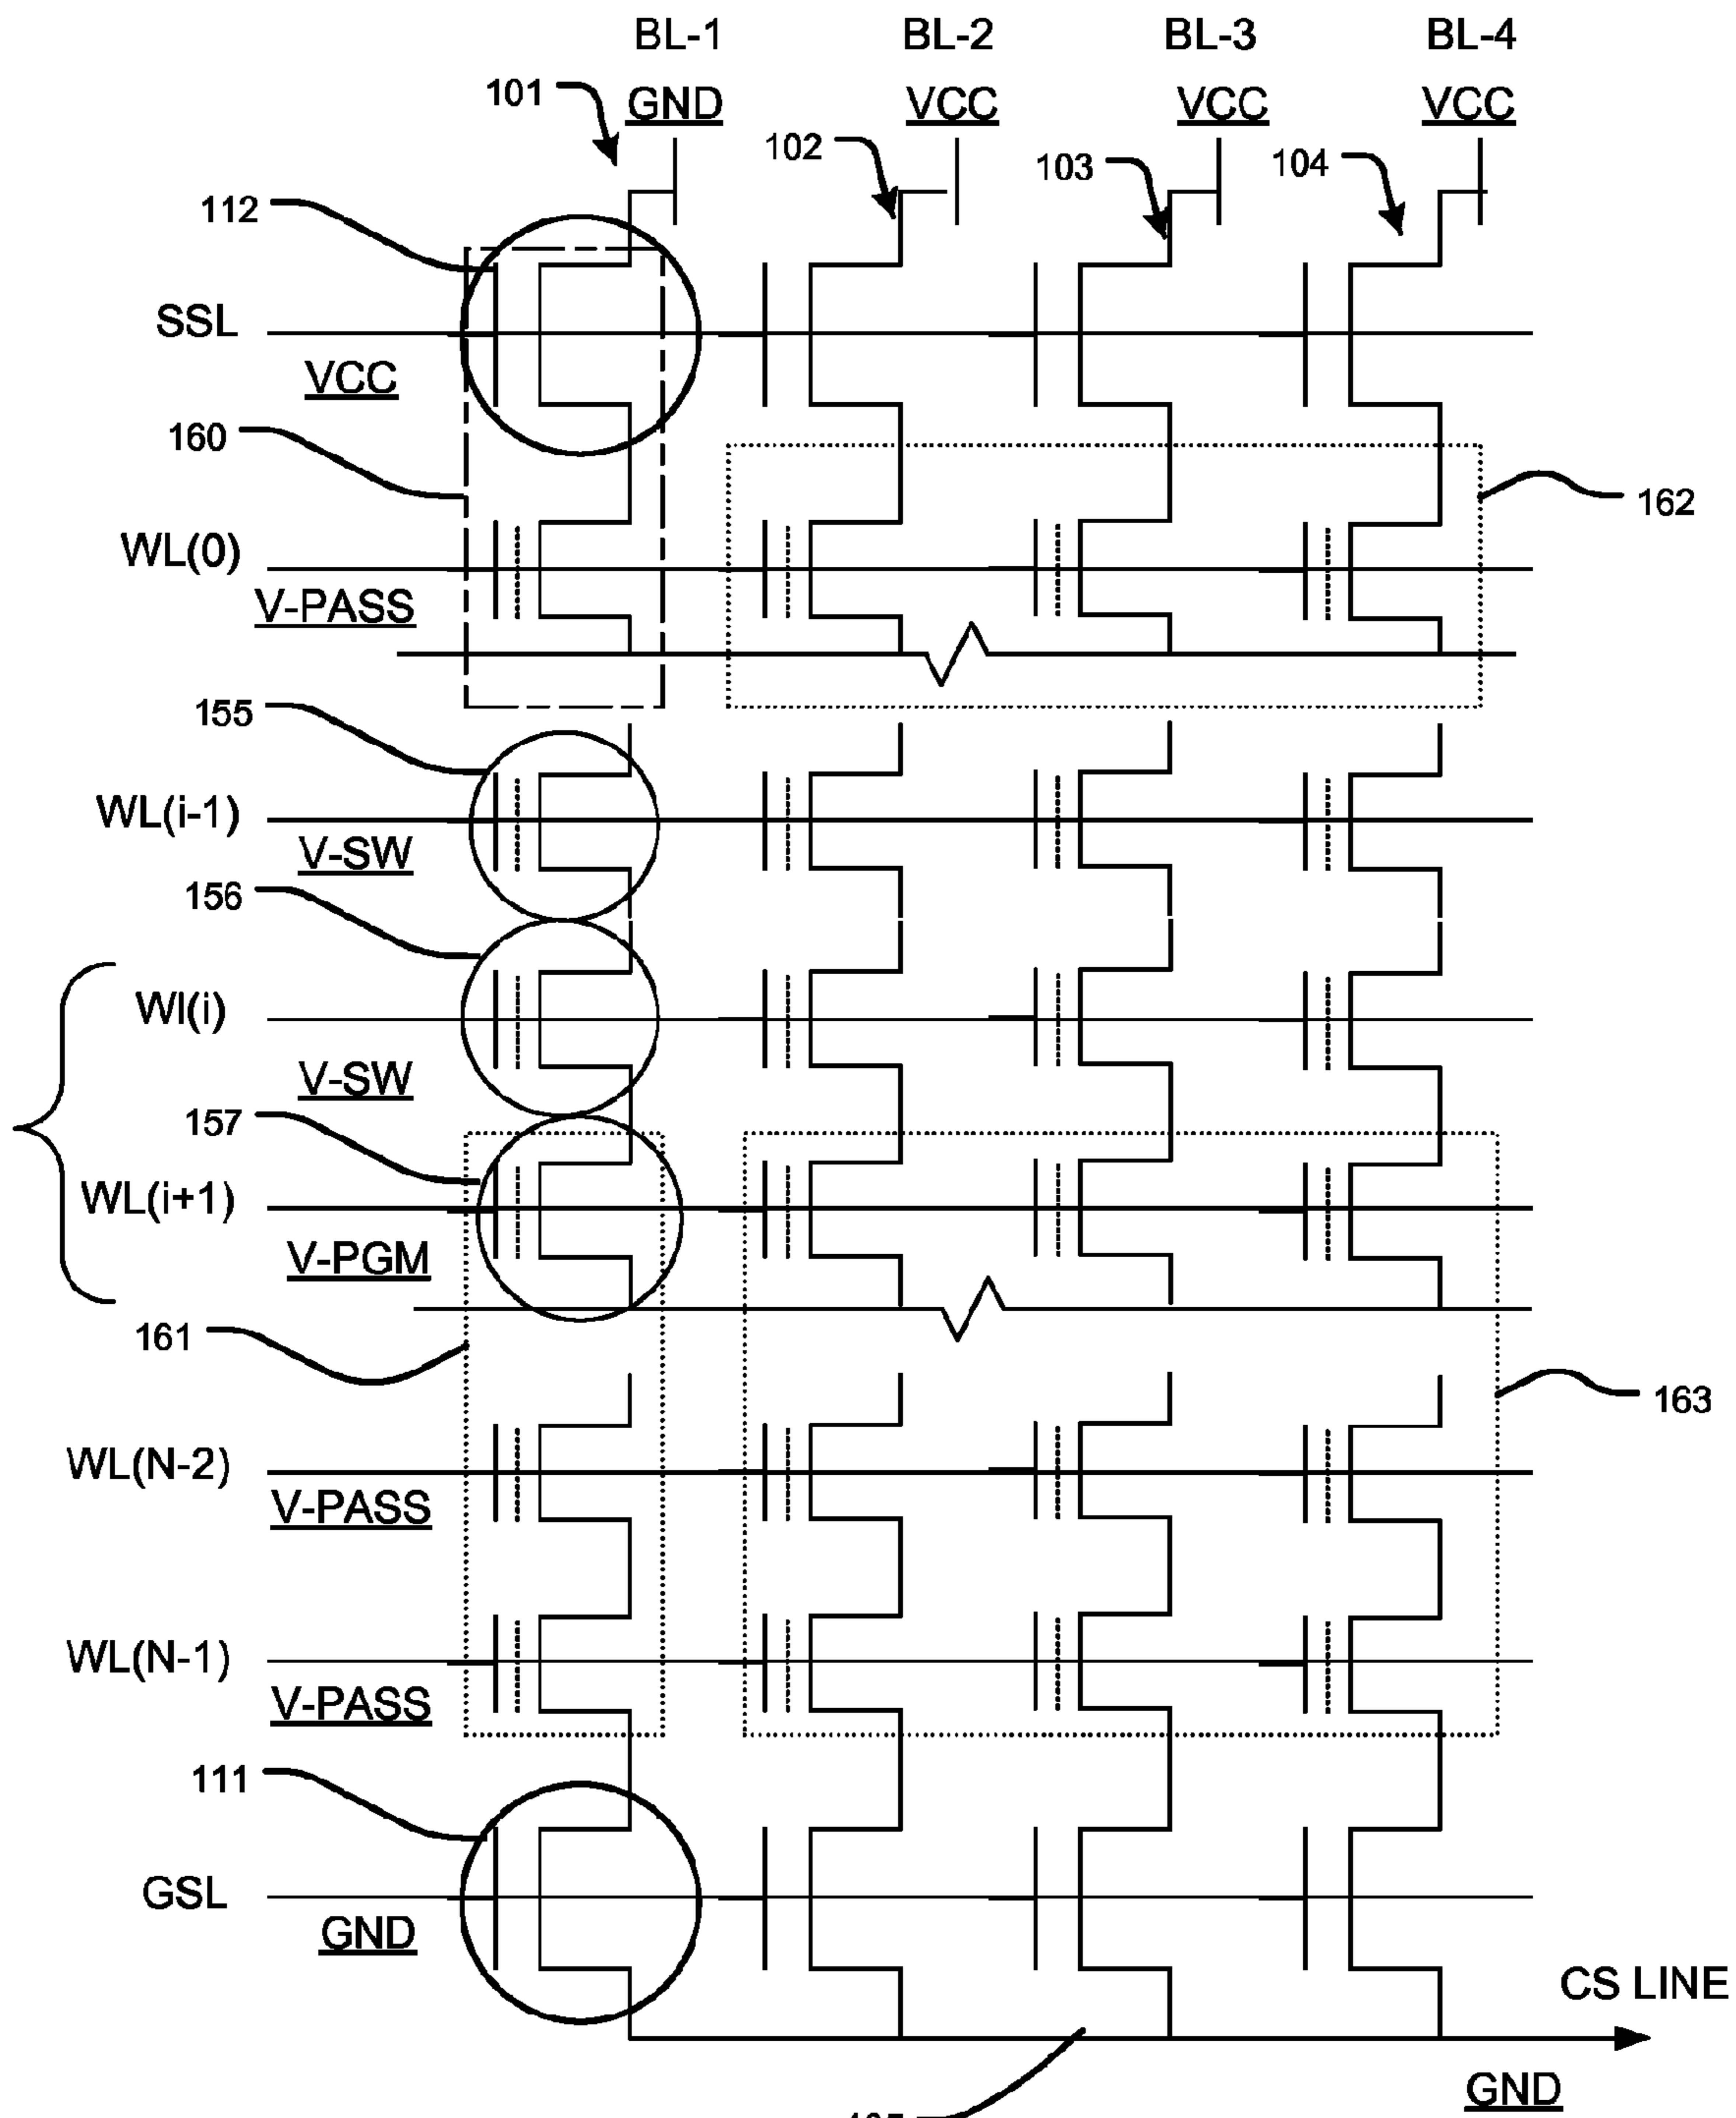 BL-1 BL-2 BL-3 BL-4
101 GND VCC VCC VCC
102 103 104
112
SSL
VCC
160
162
WL(0)
V-PASS
155
WL(i-1)
V-SW
156
Wl(i)
V-SW
157
WL(i+1)
V-PGM
161
163
WL(N-2)
V-PASS
WL(N-1)
V-PASS
111
GSL
GND
CS LINE
GND